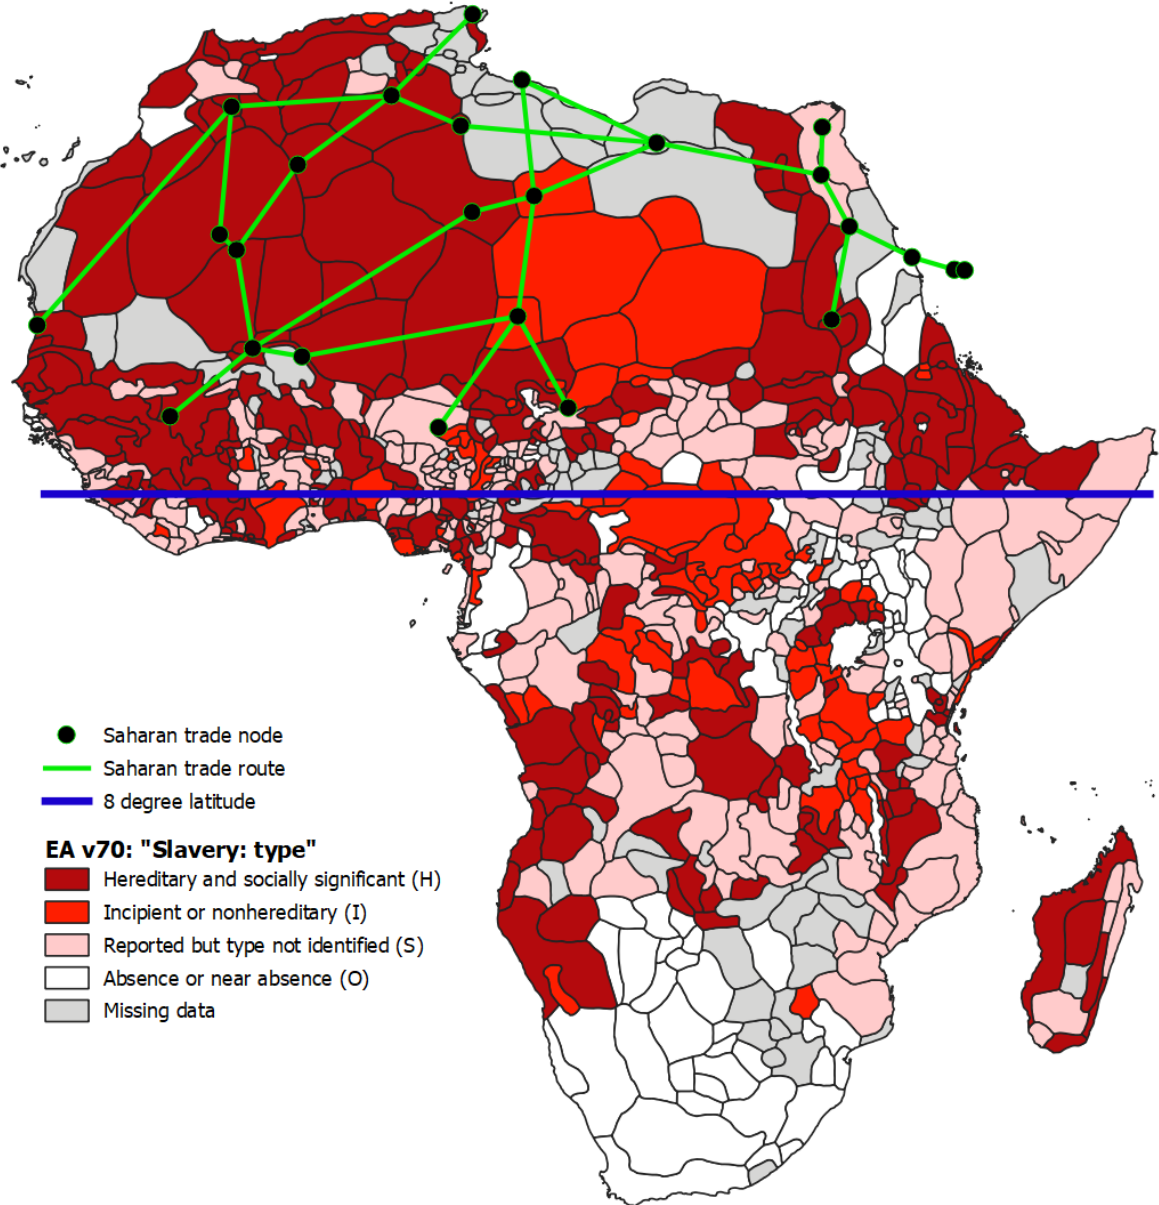 Saharan trade node
Saharan trade route
8 degree latitude
EA v70: "Slavery: type"
Hereditary and socially significant (H)
Incipient or nonhereditary (I)
Reported but type not identified (S)
Absence or near absence (O)
Missing data